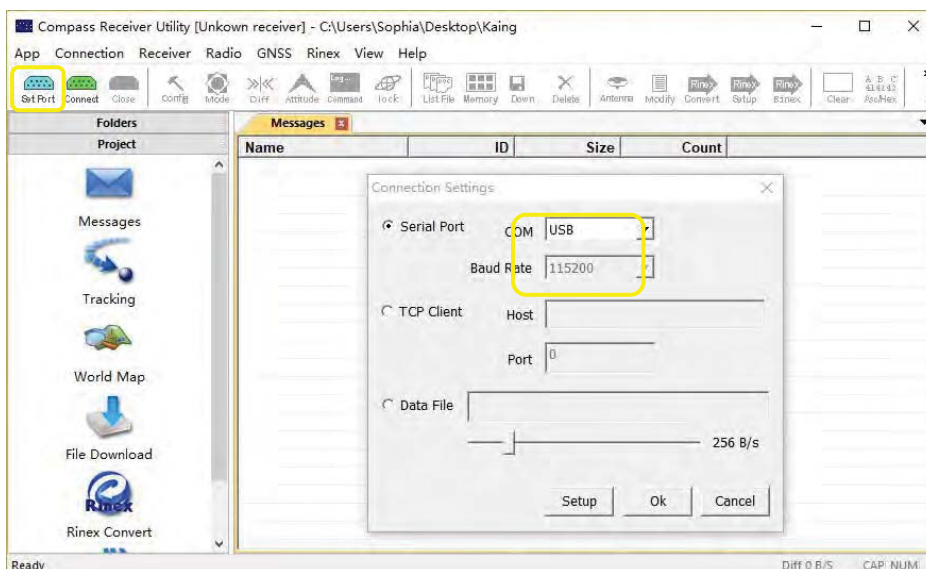 Compass Receiver Utility [Unkown receiver] - C:\Users\Sophia\Desktop\Kaing
App Connection Receiver Radio GNSS Rinex View Help
Set Port Connect Close Config Mode Diff Attitude Command lock List File Memory Down Delete Antenna Modify Convert Setup Binex Clear Asc/Hex
Folders
Project
Messages
Tracking
World Map
File Download
Rinex
Rinex Convert
Messages
Name ID Size Count
Connection Settings
Serial Port COM USB
Baud Rate 115200
TCP Client Host
Port 0
Data File
256 B/s
Setup Ok Cancel
Ready Diff 0 B/S CAP NUM